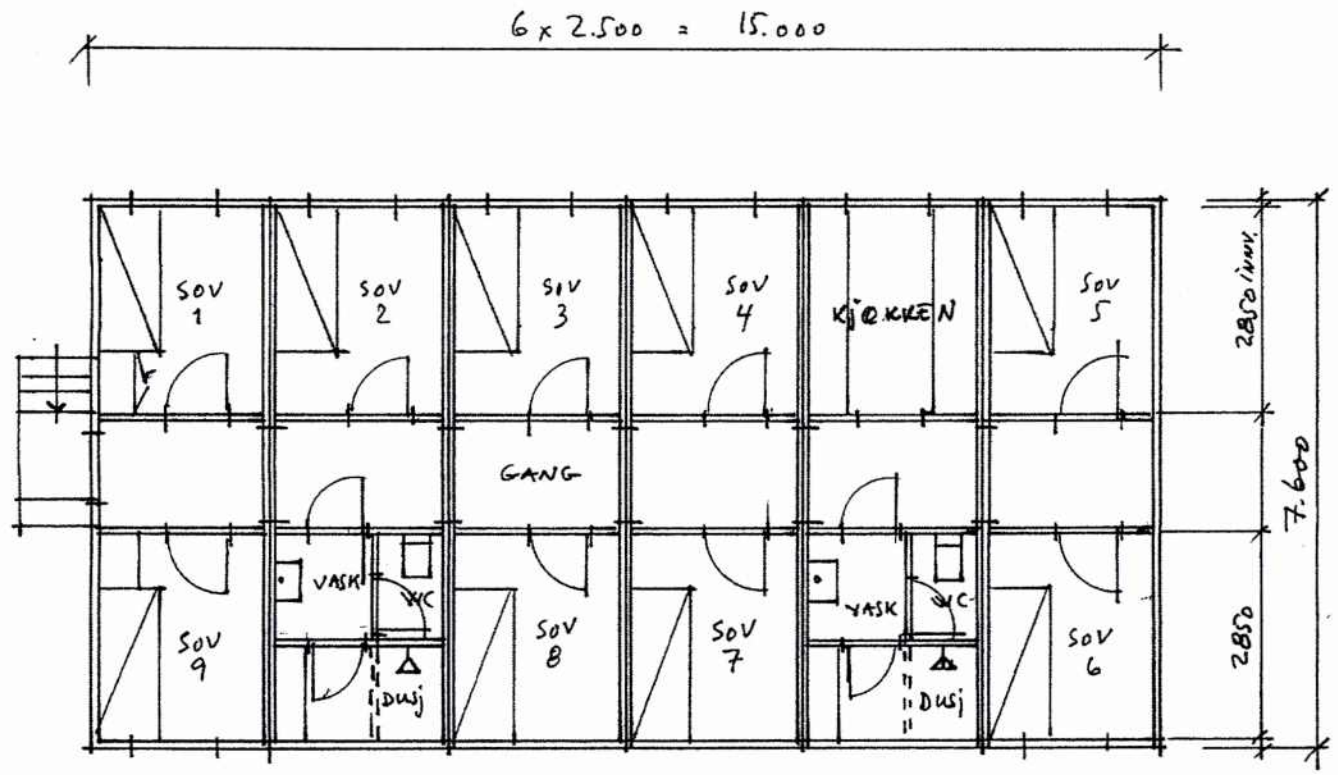 6 x 2.500 = 15.000
SOV
1
SOV
2
SOV
3
SOV
4
KJØKKEN
SOV
5
2850 innv.
GANG
7.600
SOV
9
VASK
WC
SOV
8
SOV
7
VASK
WC
SOV
6
2850
DUSj
DUSj